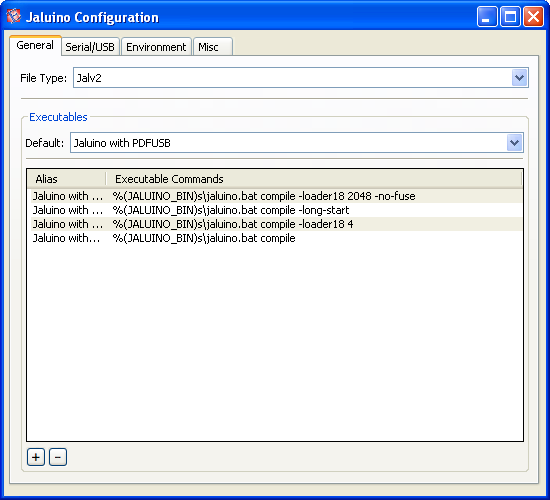 Jaluino Configuration
General Serial/USB Environment Misc
File Type: Jalv2
Executables
Default: Jaluino with PDFUSB
Alias Executable Commands
Jaluino with ... %(JALUINO_BIN)s\jaluino.bat compile -loader18 2048 -no-fuse
Jaluino with ... %(JALUINO_BIN)s\jaluino.bat compile -long-start
Jaluino with ... %(JALUINO_BIN)s\jaluino.bat compile -loader18 4
Jaluino with... %(JALUINO_BIN)s\jaluino.bat compile
+ -